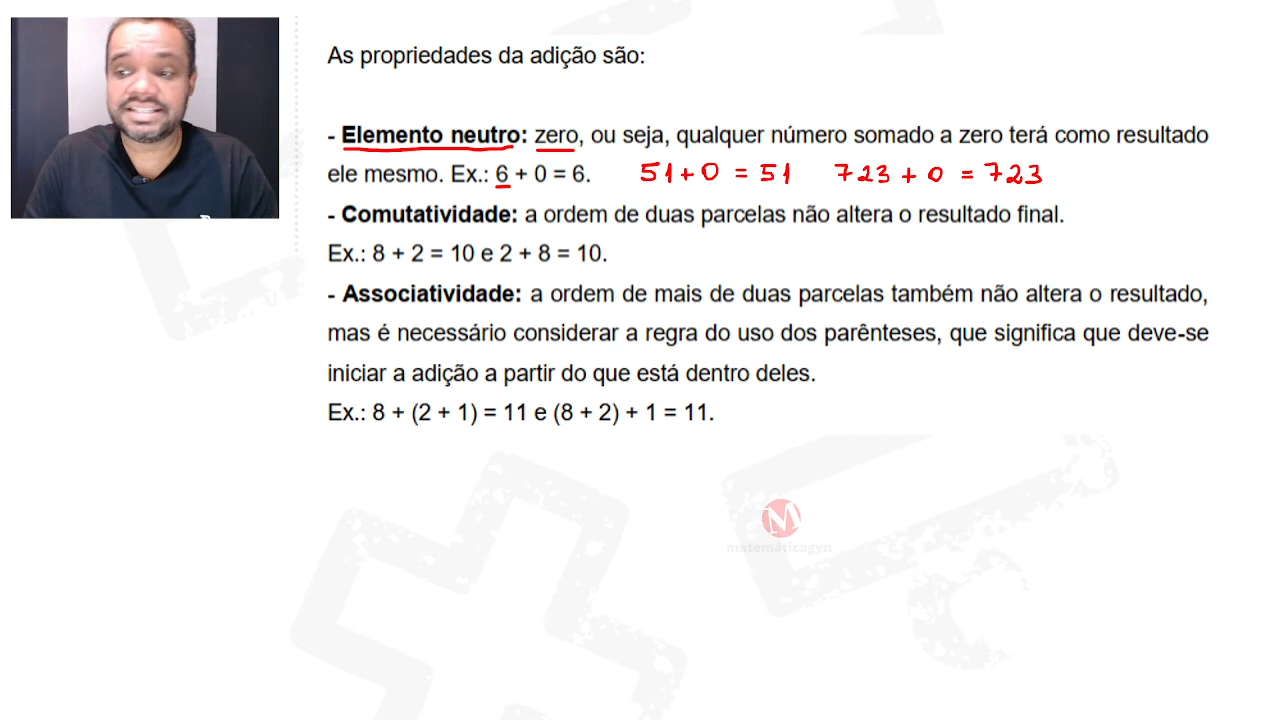 As propriedades da adição são:
- Elemento neutro: zero, ou seja, qualquer número somado a zero terá como resultado
ele mesmo. Ex.: 6 + 0 = 6. 51 + 0 = 51 723 + 0 = 723
- Comutatividade: a ordem de duas parcelas não altera o resultado final.
Ex.: 8 + 2 = 10 e 2 + 8 = 10.
- Associatividade: a ordem de mais de duas parcelas também não altera o resultado,
mas é necessário considerar a regra do uso dos parênteses, que significa que deve-se
iniciar a adição a partir do que está dentro deles.
Ex.: 8 + (2 + 1) = 11 e (8 + 2) + 1 = 11.
M
matemáticagyn